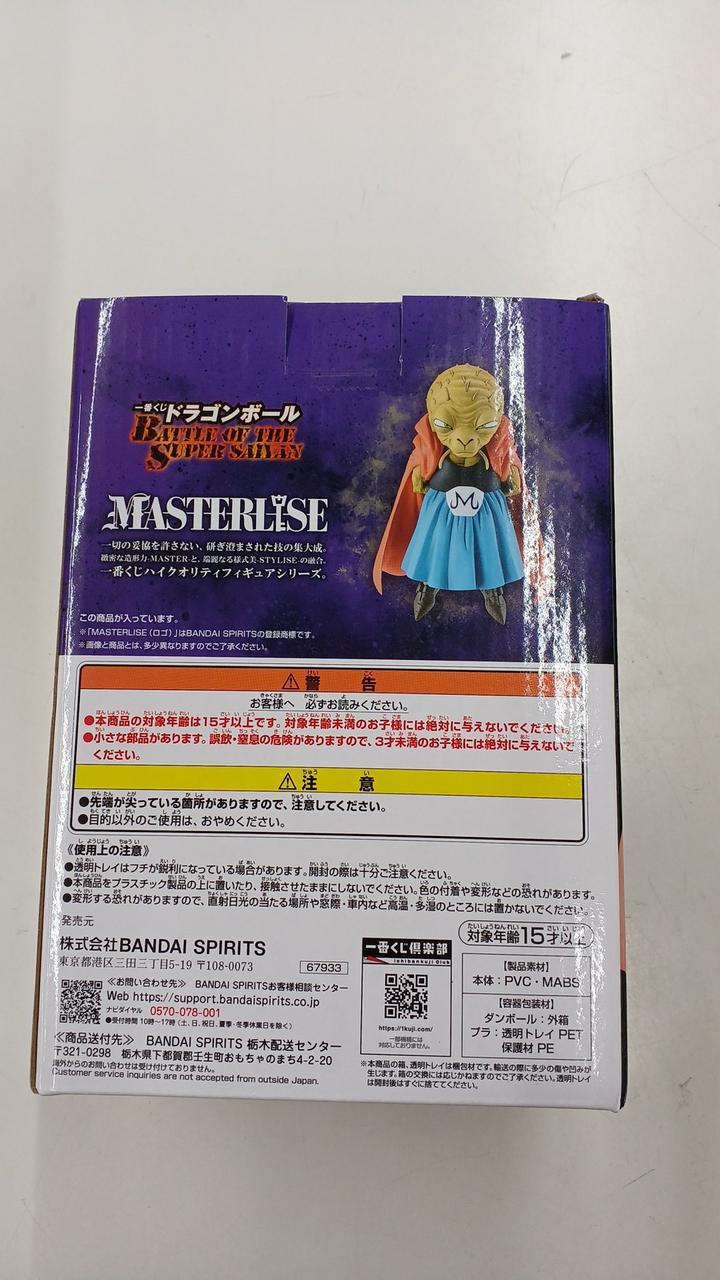 一番くじ ドラゴンボール
BATTLE OF THE
SUPER SAIYAN
MASTERLISE
一切の妥協を許さない、研ぎ澄まされた技の集大成。
緻密な造形力-MASTER-と、端麗なる様式美-STYLISE-の融合。
一番くじハイクオリティフィギュアシリーズ。
この商品が入っています。
※「MASTERLISE(ロゴ)」はBANDAI SPIRITSの登録商標です。
※画像と商品とは、多少異なりますのでご了承ください。
⚠警告
お客様へ 必ずお読みください。
●本商品の対象年齢は15才以上です。対象年齢未満のお子様には絶対に与えないでください。
●小さな部品があります。誤飲・窒息の危険がありますので、3才未満のお子様には絶対に与えないで
ください。
⚠注意
●先端が尖っている箇所がありますので、注意してください。
●目的以外のご使用は、おやめください。
《使用上の注意》
●透明トレイはフチが鋭利になっている場合があります。開封の際は十分ご注意ください。
●本商品をプラスチック製品の上に置いたり、接触させたままにしないでください。色の付着や変形などの恐れがあります。
●変形する恐れがありますので、直射日光の当たる場所や窓際・車内など高温・多湿のところには置かないでください。
発売元
株式会社BANDAI SPIRITS
東京都港区三田三丁目5-19 〒108-0073
67933
≪お問い合わせ先≫ BANDAI SPIRITSお客様相談センター
Web https://support.bandaispirits.co.jp
ナビダイヤル 0570-078-001
●受付時間 10時～17時(土、日、祝日、夏季・冬季休業日を除く)
≪商品送付先≫ BANDAI SPIRITS 栃木配送センター
〒321-0298 栃木県下都賀郡壬生町おもちゃのまち4-2-20
海外からのお問い合わせは受け付けておりません。
Customer service inquiries are not accepted from outside Japan.
一番くじ倶楽部
Ichibankuji Club
https://1kuji.com/
一部機種には
対応しておりません。
対象年齢15才以上
【製品素材】
本体:PVC・MABS
【容器包装材】
ダンボール:外箱
プラ:透明トレイ PET
保護材 PE
※本商品の箱、透明トレイは梱包材です。輸送の際に多少の傷や凹みが
生じます。箱の交換には応じかねますのでご了承ください。透明トレイ
は開封後はすぐに捨ててください。